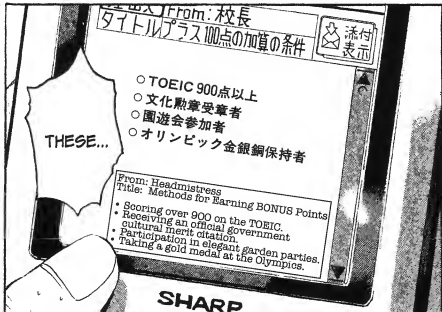 From: 校長
タイトルプラス100点の加算の条件
添付
表示
○TOEIC 900点以上
○文化勲章受章者
○園遊会参加者
○オリンピック金銀銅保持者
THESE...
From: Headmistress
Title: Methods for Earning BONUS Points
• Scoring over 900 on the TOEIC.
• Receiving an official government
cultural merit citation.
• Participation in elegant garden parties.
• Taking a gold medal at the Olympics.
SHARP